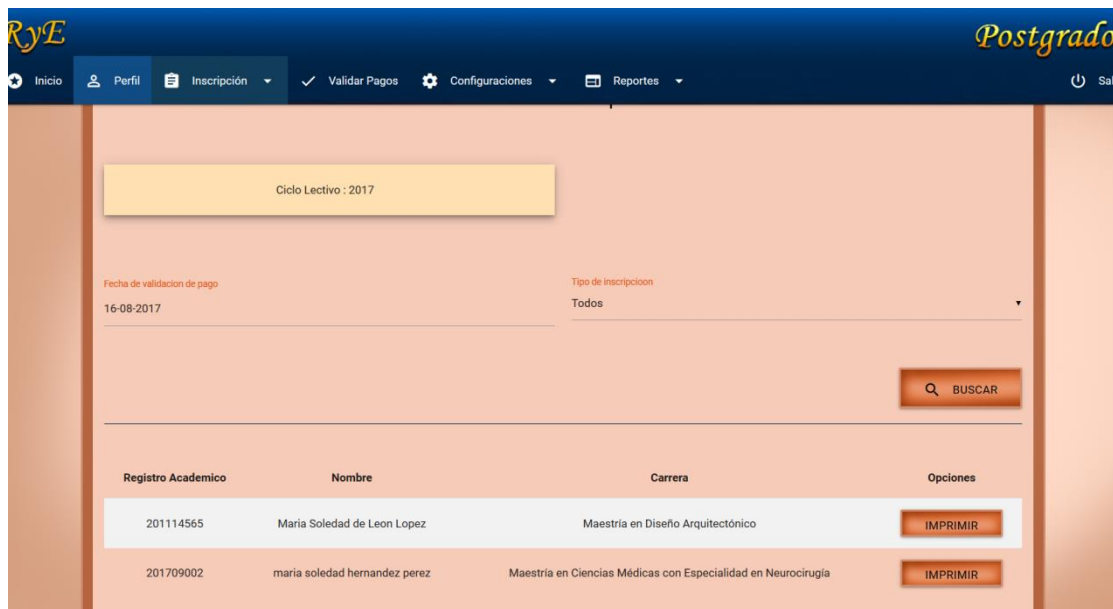 RyE Postgrado
Inicio Perfil Inscripción Validar Pagos Configuraciones Reportes
Ciclo Lectivo : 2017
Fecha de validacion de pago Tipo de inscripcioon
16-08-2017 Todos
BUSCAR
Registro Academico Nombre Carrera Opciones
201114565 Maria Soledad de Leon Lopez Maestría en Diseño Arquitectónico IMPRIMIR
201709002 maria soledad hernandez perez Maestría en Ciencias Médicas con Especialidad en Neurocirugía IMPRIMIR